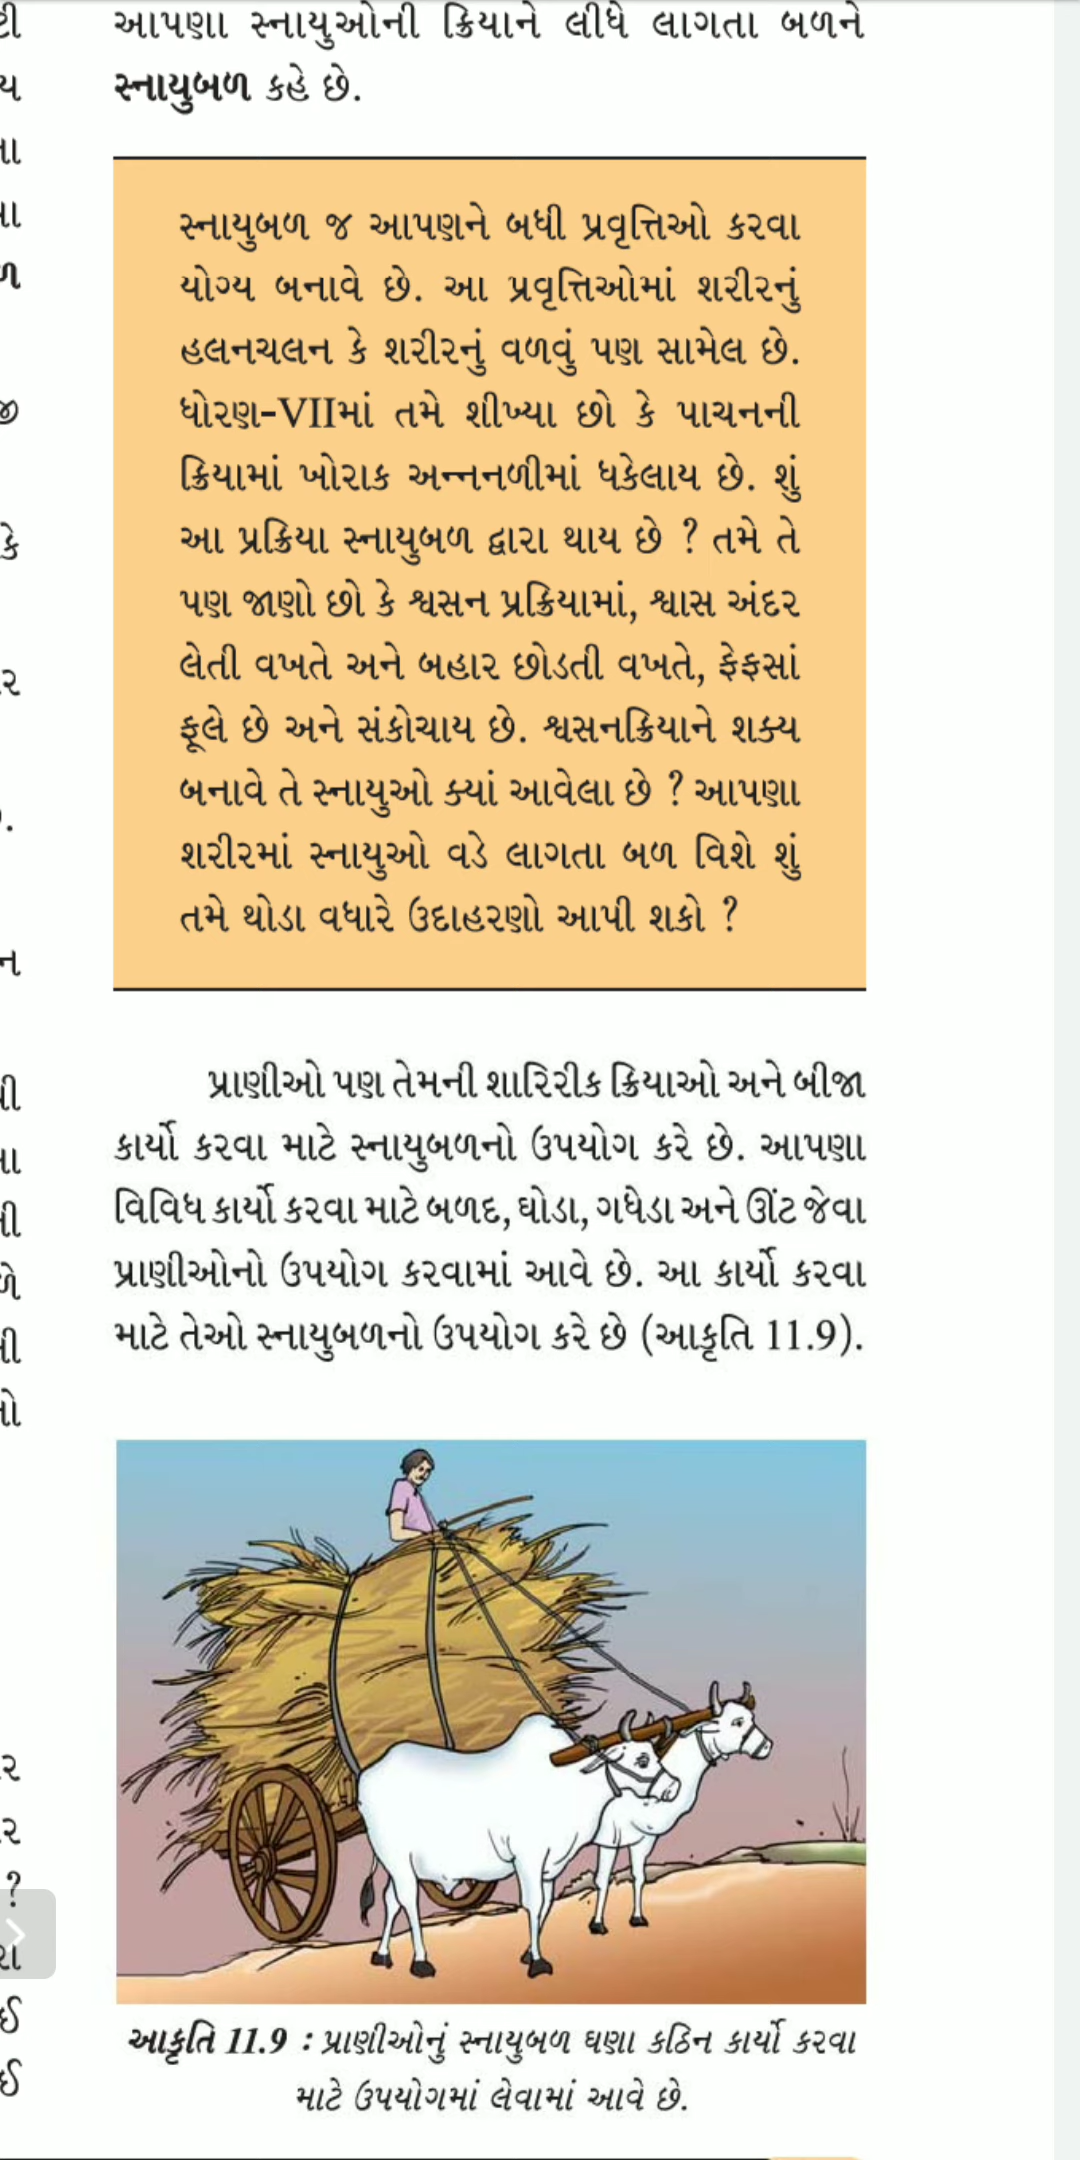 આપણા સ્નાયુઓની ક્રિયાને લીધે લાગતા બળને
સ્નાયુબળ કહે છે.
સ્નાયુબળ જ આપણને બધી પ્રવૃત્તિઓ કરવા
યોગ્ય બનાવે છે. આ પ્રવૃત્તિઓમાં શરીરનું
હલનચલન કે શરીરનું વળવું પણ સામેલ છે.
ધોરણ-VIIમાં તમે શીખ્યા છો કે પાચનની
ક્રિયામાં ખોરાક અન્નનળીમાં ધકેલાય છે. શું
આ પ્રક્રિયા સ્નાયુબળ દ્વારા થાય છે ? તમે તે
પણ જાણો છો કે શ્વસન પ્રક્રિયામાં, શ્વાસ અંદર
લેતી વખતે અને બહાર છોડતી વખતે, ફેફસાં
ફૂલે છે અને સંકોચાય છે. શ્વસનક્રિયાને શક્ય
બનાવે તે સ્નાયુઓ ક્યાં આવેલા છે ? આપણા
શરીરમાં સ્નાયુઓ વડે લાગતા બળ વિશે શું
તમે થોડા વધારે ઉદાહરણો આપી શકો ?
પ્રાણીઓ પણ તેમની શારિરીક ક્રિયાઓ અને બીજા
કાર્યો કરવા માટે સ્નાયુબળનો ઉપયોગ કરે છે. આપણા
વિવિધ કાર્યો કરવા માટે બળદ, ઘોડા, ગધેડા અને ઊંટ જેવા
પ્રાણીઓનો ઉપયોગ કરવામાં આવે છે. આ કાર્યો કરવા
માટે તેઓ સ્નાયુબળનો ઉપયોગ કરે છે (આકૃતિ 11.9).
આકૃતિ 11.9 : પ્રાણીઓનું સ્નાયુબળ ઘણા કઠિન કાર્યો કરવા
માટે ઉપયોગમાં લેવામાં આવે છે.